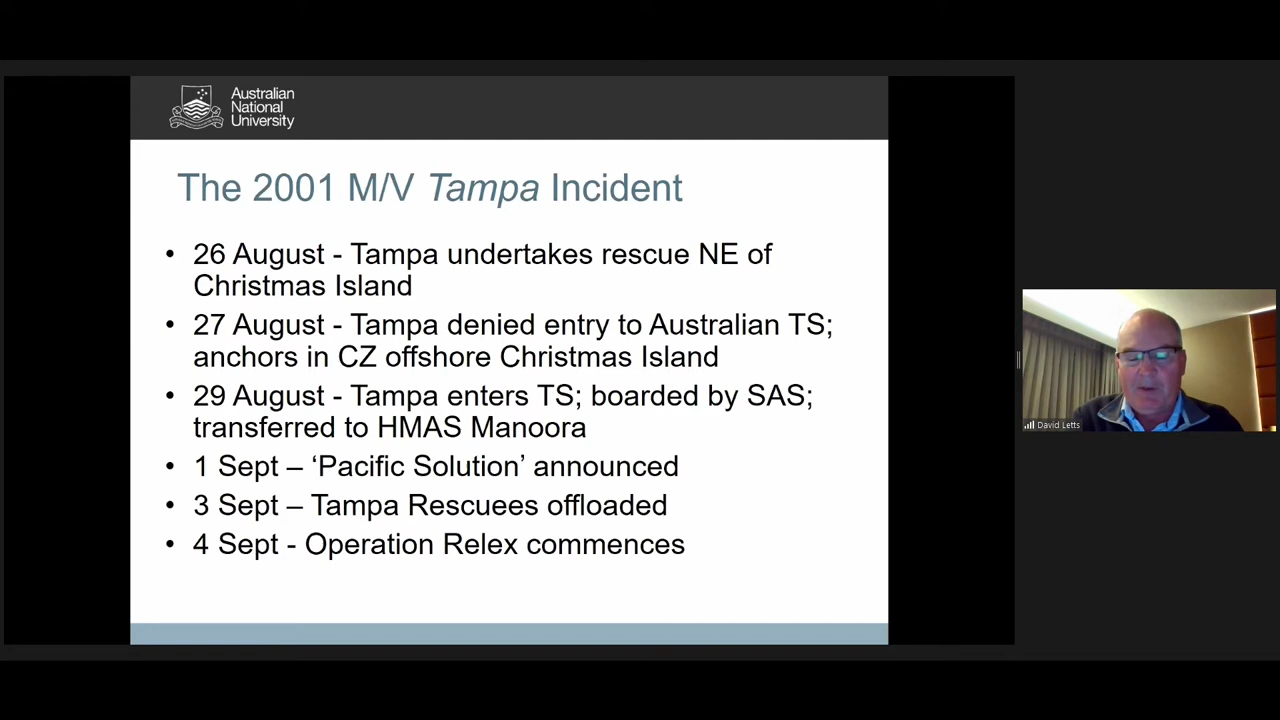 Australian
National
University
The 2001 M/V Tampa Incident
• 26 August - Tampa undertakes rescue NE of
Christmas Island
• 27 August - Tampa denied entry to Australian TS;
anchors in CZ offshore Christmas Island
• 29 August - Tampa enters TS; boarded by SAS;
transferred to HMAS Manoora
• 1 Sept – ‘Pacific Solution’ announced
• 3 Sept – Tampa Rescuees offloaded
• 4 Sept - Operation Relex commences
David Letts